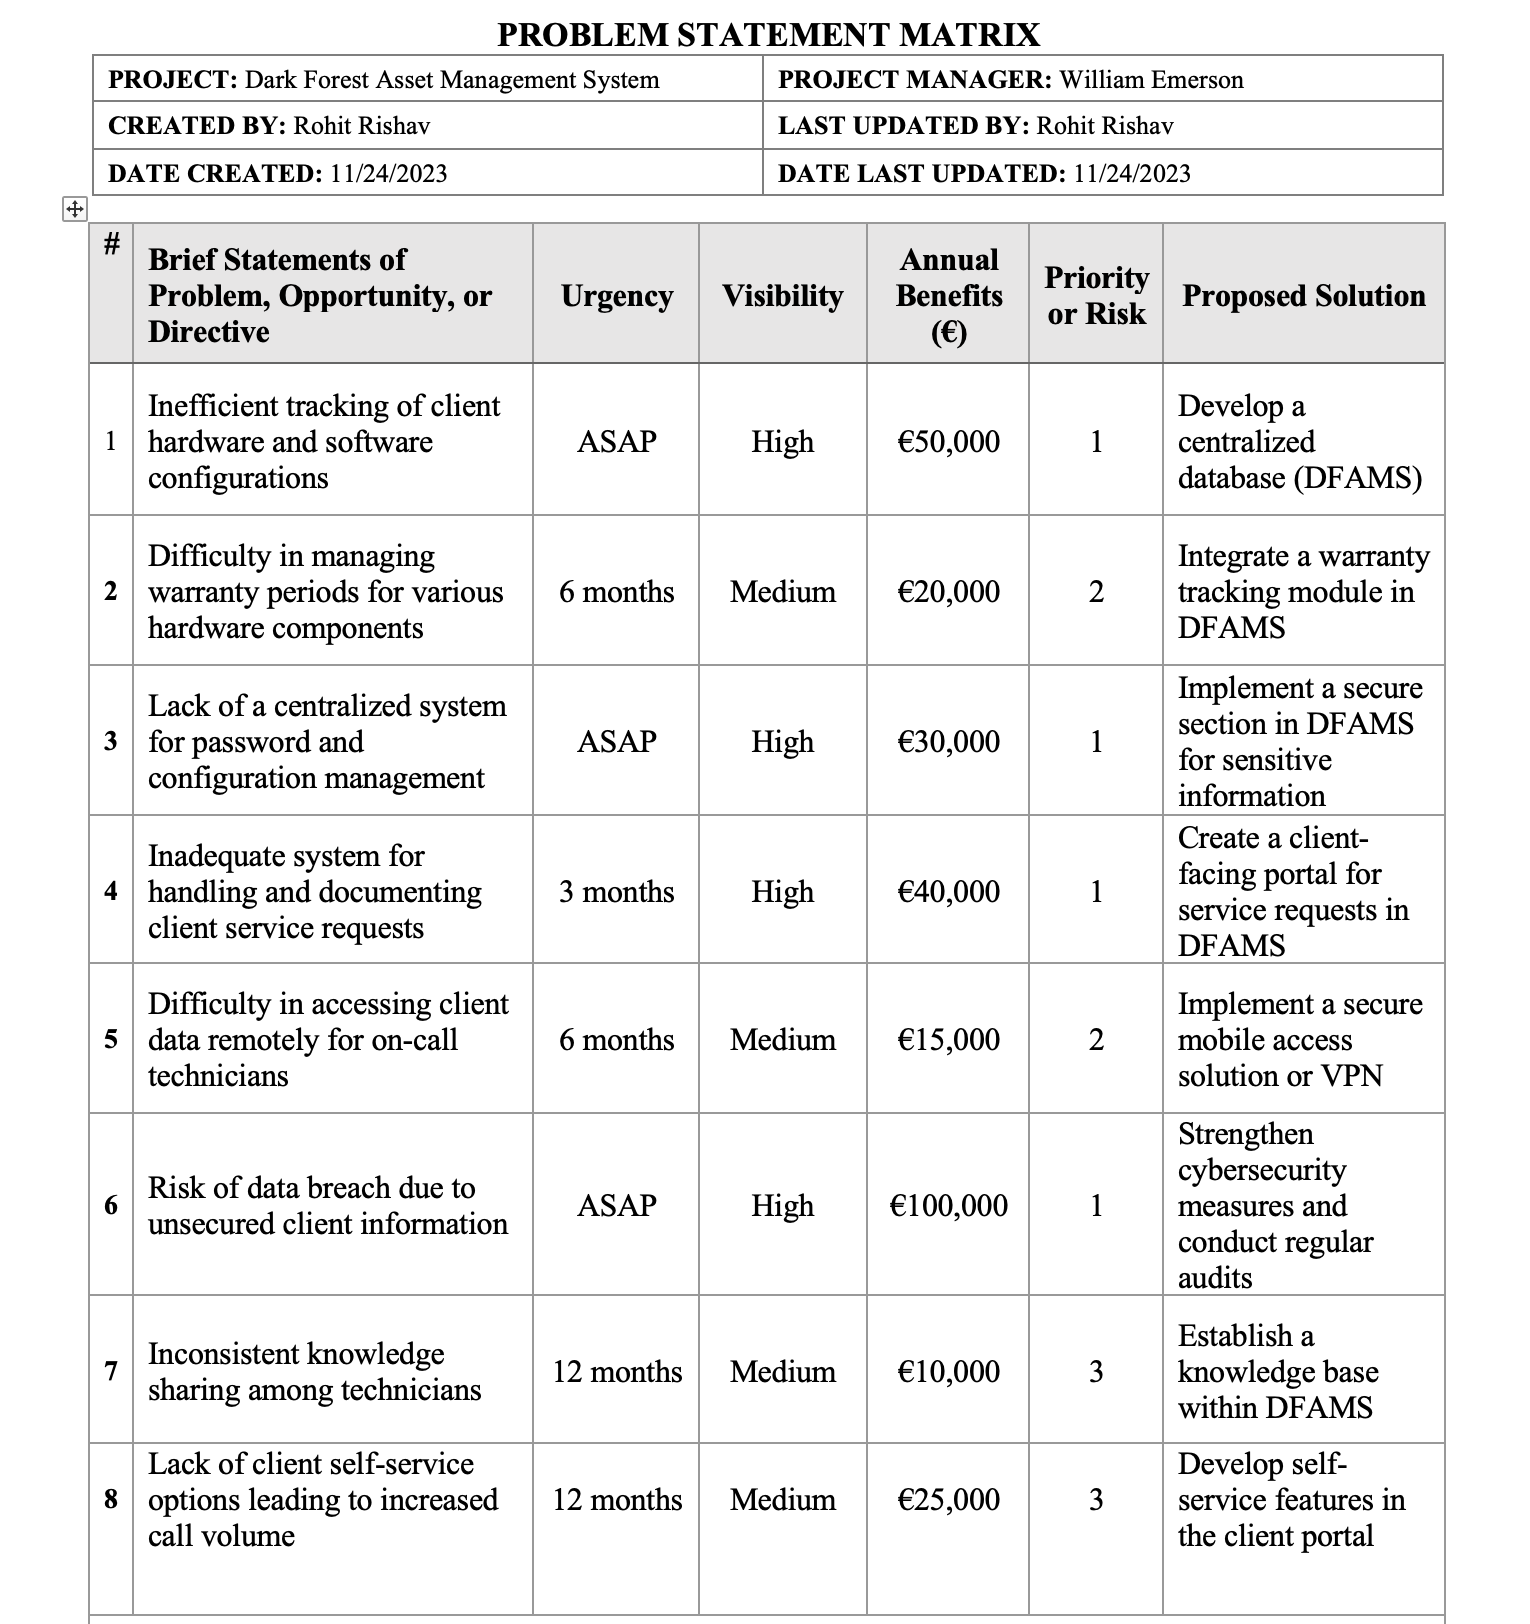 PROBLEM STATEMENT MATRIX
PROJECT: Dark Forest Asset Management System
PROJECT MANAGER: William Emerson
CREATED BY: Rohit Rishav
LAST UPDATED BY: Rohit Rishav
DATE CREATED: 11/24/2023
DATE LAST UPDATED: 11/24/2023
#
Brief Statements of
Problem, Opportunity, or
Directive
Urgency
Visibility
Annual
Benefits
(€)
Priority
or Risk
Proposed Solution
1
Inefficient tracking of client
hardware and software
configurations
ASAP
High
€50,000
1
Develop a
centralized
database (DFAMS)
2
Difficulty in managing
warranty periods for various
hardware components
6 months
Medium
€20,000
2
Integrate a warranty
tracking module in
DFAMS
3
Lack of a centralized system
for password and
configuration management
ASAP
High
€30,000
1
Implement a secure
section in DFAMS
for sensitive
information
4
Inadequate system for
handling and documenting
client service requests
3 months
High
€40,000
1
Create a client-
facing portal for
service requests in
DFAMS
5
Difficulty in accessing client
data remotely for on-call
technicians
6 months
Medium
€15,000
2
Implement a secure
mobile access
solution or VPN
6
Risk of data breach due to
unsecured client information
ASAP
High
€100,000
1
Strengthen
cybersecurity
measures and
conduct regular
audits
7
Inconsistent knowledge
sharing among technicians
12 months
Medium
€10,000
3
Establish a
knowledge base
within DFAMS
8
Lack of client self-service
options leading to increased
call volume
12 months
Medium
€25,000
3
Develop self-
service features in
the client portal